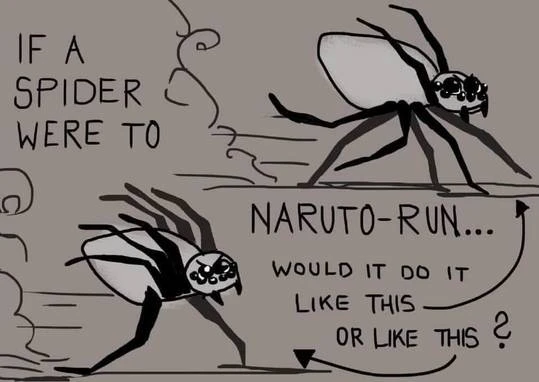 IF A
SPIDER
WERE TO
NARUTO-RUN...
WOULD IT DO IT
LIKE THIS
OR LIKE THIS ?